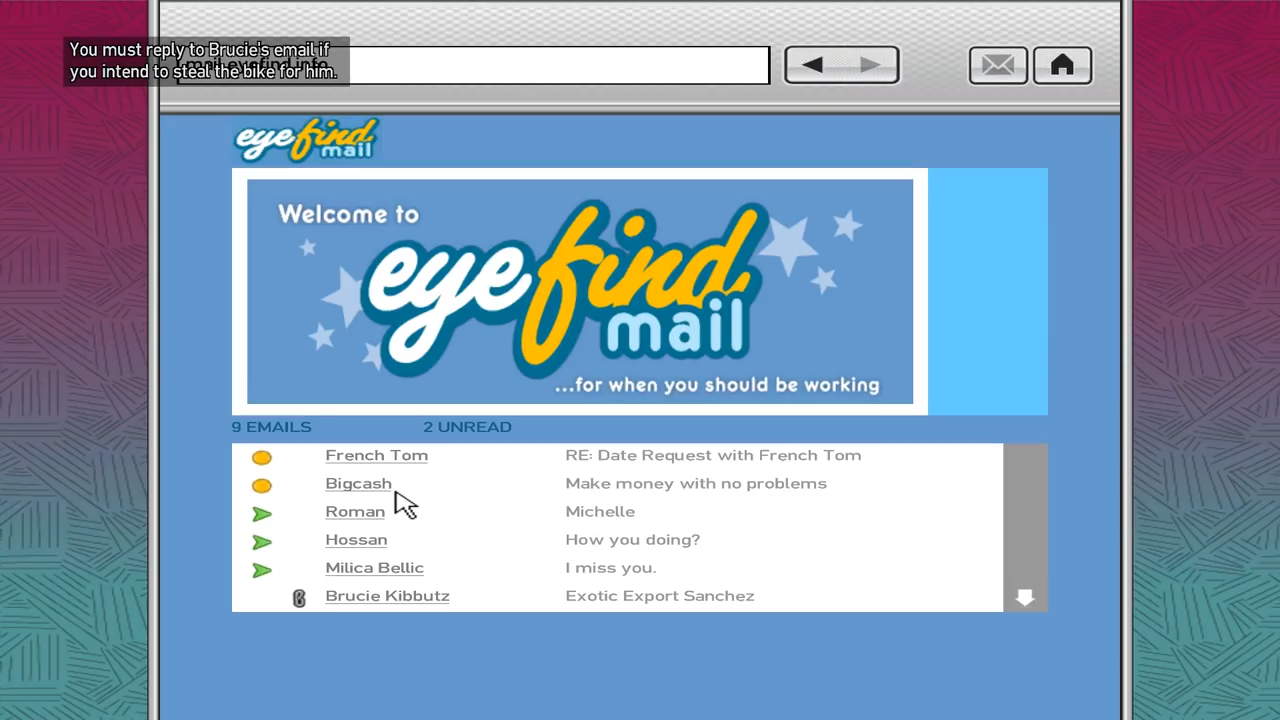 You must reply to Brucie's email if
you intend to steal the bike for him.
mail.eyefind.info
eyefind mail
Welcome to
eyefind
mail
...for when you should be working
9 EMAILS 2 UNREAD
French Tom RE: Date Request with French Tom
Bigcash Make money with no problems
Roman Michelle
Hossan How you doing?
Milica Bellic I miss you.
Brucie Kibbutz Exotic Export Sanchez